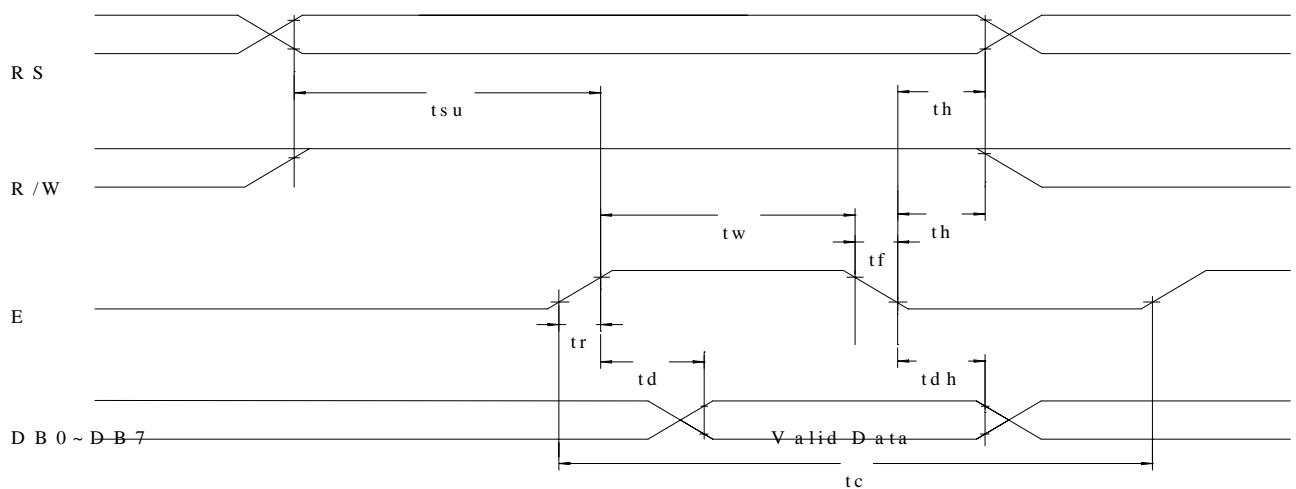 RS
tsu
th
R/W
tw
th
tf
E
tr
td
tdh
DB0~DB7
Valid Data
tc